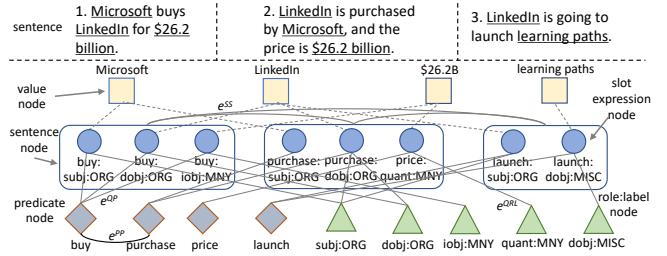 sentence
1. Microsoft buys
LinkedIn for $26.2
billion.
2. LinkedIn is purchased
by Microsoft, and the
price is $26.2 billion.
3. LinkedIn is going to
launch learning paths.
Microsoft LinkedIn $26.2B learning paths
value
node
e^SS
slot
expression
node
sentence
node
buy:
subj:ORG
buy:
dobj:ORG
buy:
iobj:MNY
purchase:
subj:ORG
purchase:
dobj:ORG
price:
quant:MNY
launch:
subj:ORG
launch:
dobj:MISC
predicate
node
e^QP
e^QRL
role:label
node
e^PP
buy purchase price launch subj:ORG dobj:ORG iobj:MNY quant:MNY dobj:MISC